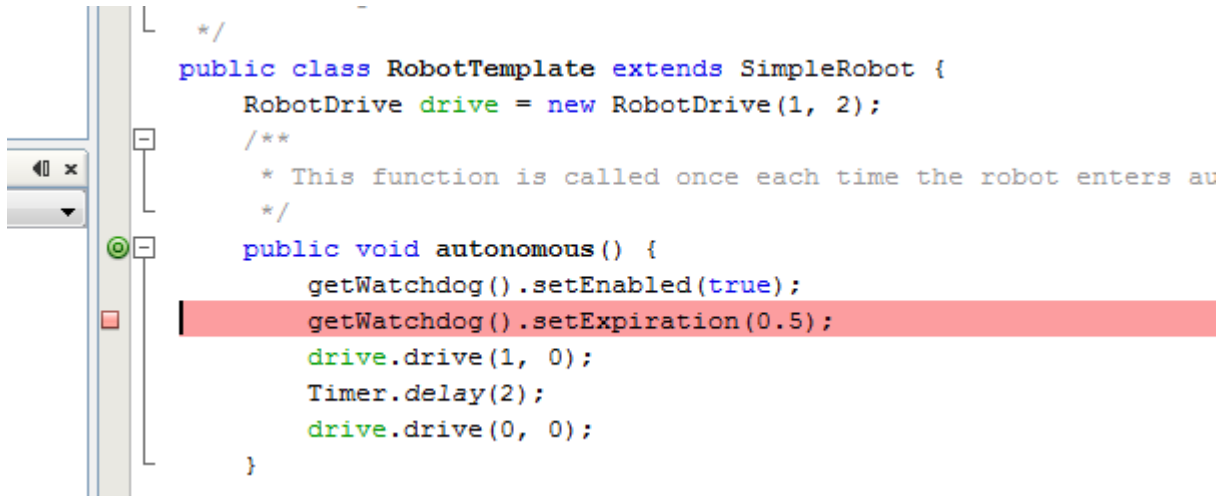 */
public class RobotTemplate extends SimpleRobot {
    RobotDrive drive = new RobotDrive(1, 2);
    /**
     * This function is called once each time the robot enters au
     */
    public void autonomous() {
        getWatchdog().setEnabled(true);
        getWatchdog().setExpiration(0.5);
        drive.drive(1, 0);
        Timer.delay(2);
        drive.drive(0, 0);
    }